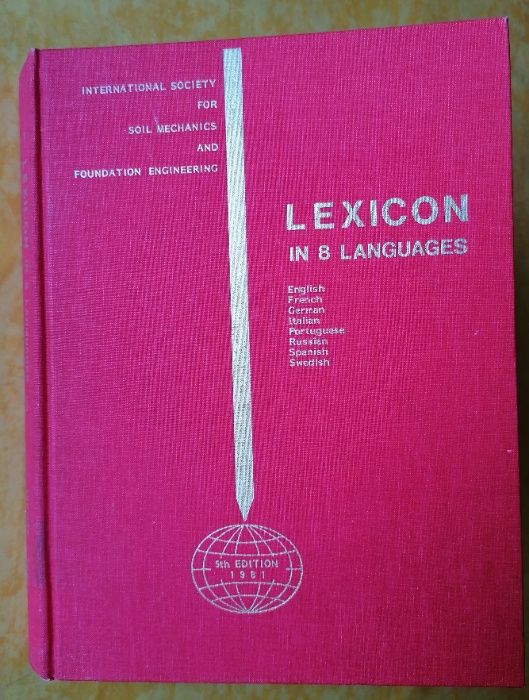 INTERNATIONAL SOCIETY
FOR
SOIL MECHANICS
AND
FOUNDATION ENGINEERING
LEXICON
IN 8 LANGUAGES
English
French
German
Italian
Portuguese
Russian
Spanish
Swedish
5th EDITION
1981
LEXICON